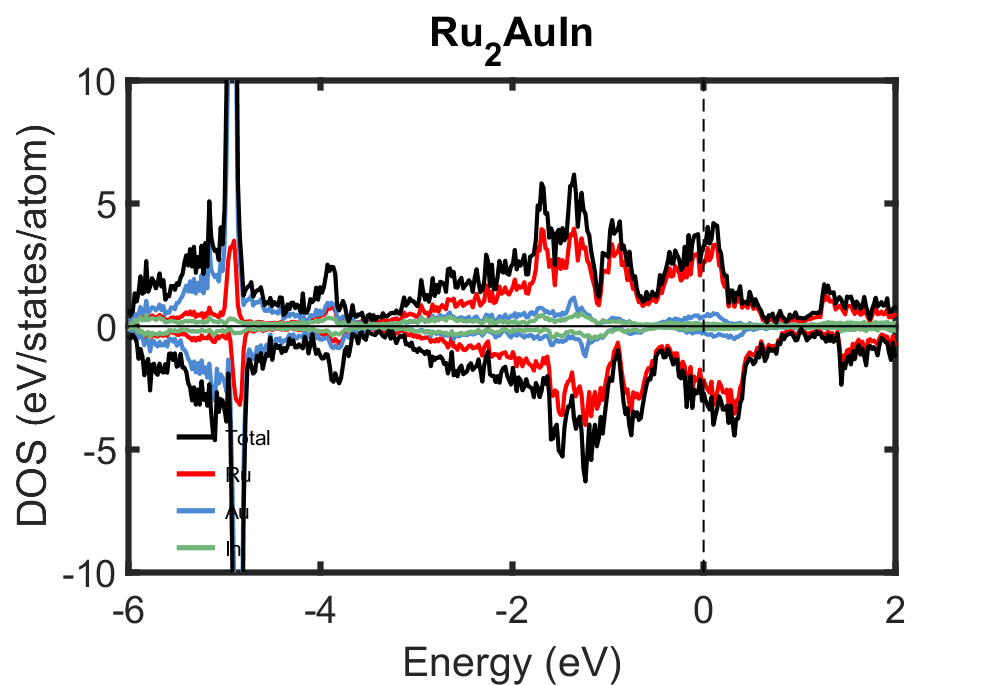 Ru2AuIn
DOS (eV/states/atom)
10
5
0
-5
-10
Total
Ru
Au
In
-6 -4 -2 0 2
Energy (eV)